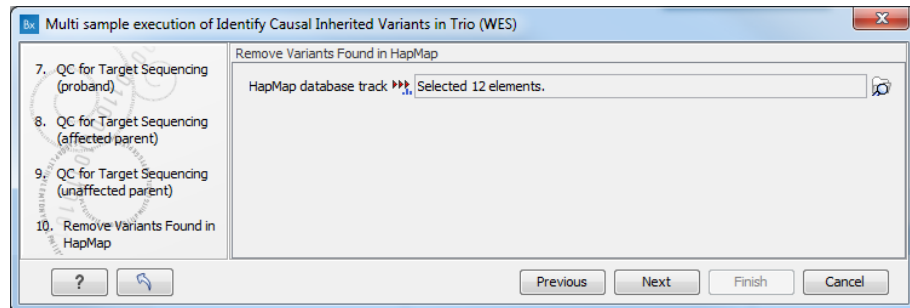 Bx Multi sample execution of Identify Causal Inherited Variants in Trio (WES)
Remove Variants Found in HapMap
7. QC for Target Sequencing
(proband)
8. QC for Target Sequencing
(affected parent)
9. QC for Target Sequencing
(unaffected parent)
10. Remove Variants Found in
HapMap
HapMap database track Selected 12 elements.
? Previous Next Finish Cancel